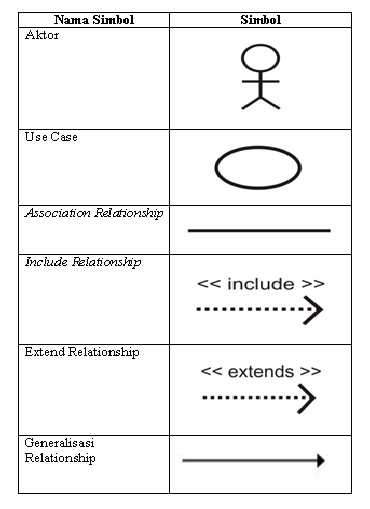 Nama Simbol Simbol
Aktor
Use Case
Association Relationship
Include Relationship
<< include >>
Extend Relationship
<< extends >>
Generalisasi
Relationship